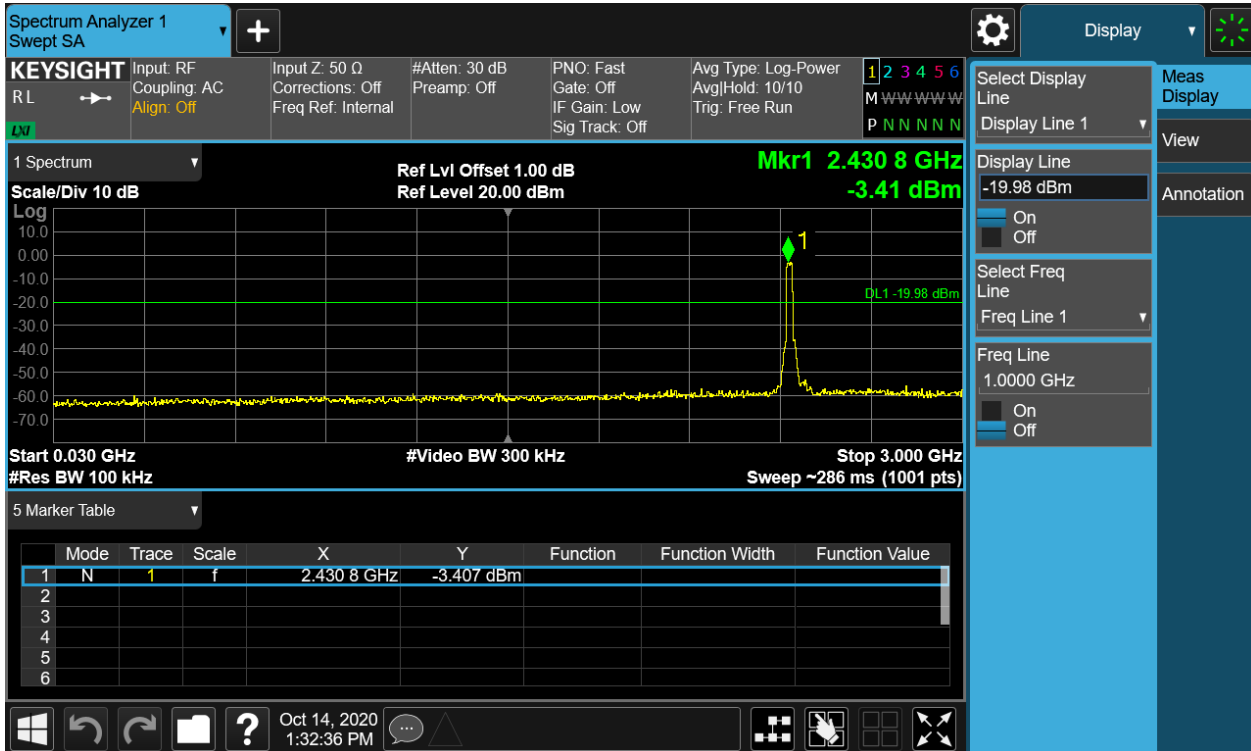 Spectrum Analyzer 1
Swept SA
+
Display
KEYSIGHT
RL
LXI
Input: RF
Coupling: AC
Align: Off
Input Z: 50 Ω
Corrections: Off
Freq Ref: Internal
#Atten: 30 dB
Preamp: Off
PNO: Fast
Gate: Off
IF Gain: Low
Sig Track: Off
Avg Type: Log-Power
Avg|Hold: 10/10
Trig: Free Run
1 2 3 4 5 6
M W W W W W
P N N N N N
1 Spectrum
Scale/Div 10 dB
Ref Lvl Offset 1.00 dB
Ref Level 20.00 dBm
Mkr1 2.430 8 GHz
-3.41 dBm
Log
10.0
0.00
-10.0
-20.0
-30.0
-40.0
-50.0
-60.0
-70.0
1
DL1 -19.98 dBm
Start 0.030 GHz
#Video BW 300 kHz
Stop 3.000 GHz
#Res BW 100 kHz
Sweep ~286 ms (1001 pts)
5 Marker Table
Mode Trace Scale X Y Function Function Width Function Value
1 N 1 f 2.430 8 GHz -3.407 dBm
2
3
4
5
6
Select Display
Line
Display Line 1
Display Line
-19.98 dBm
On
Off
Select Freq
Line
Freq Line 1
Freq Line
1.0000 GHz
On
Off
Meas
Display
View
Annotation
?
Oct 14, 2020
1:32:36 PM